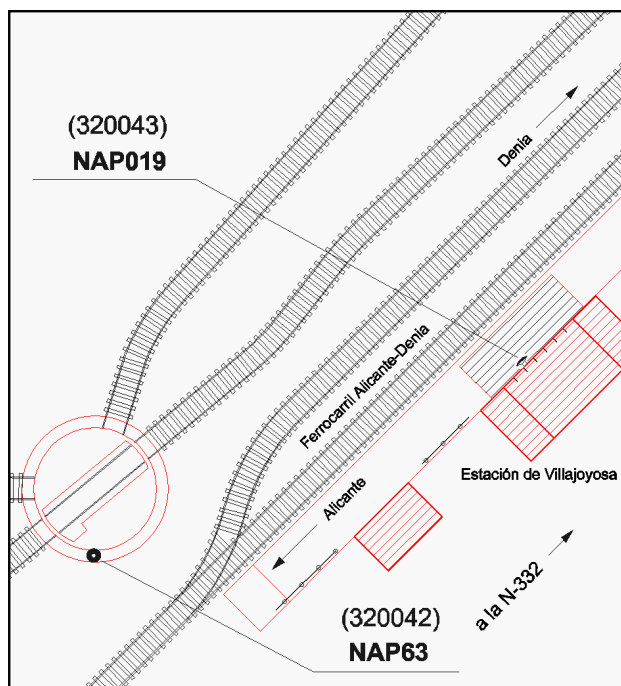 (320043)
NAP019
Denia
Ferrocarril Alicante-Denia
Estación de Villajoyosa
Alicante
a la N-332
(320042)
NAP63